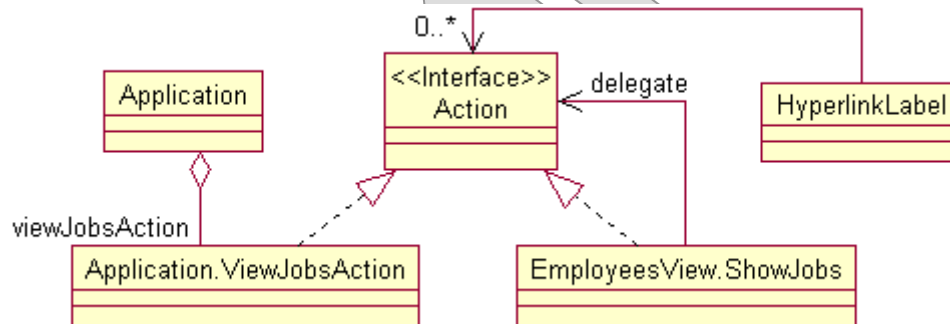 0..*
Application
<<Interface>>
Action
delegate
HyperlinkLabel
viewJobsAction
Application.ViewJobsAction
EmployeesView.ShowJobs